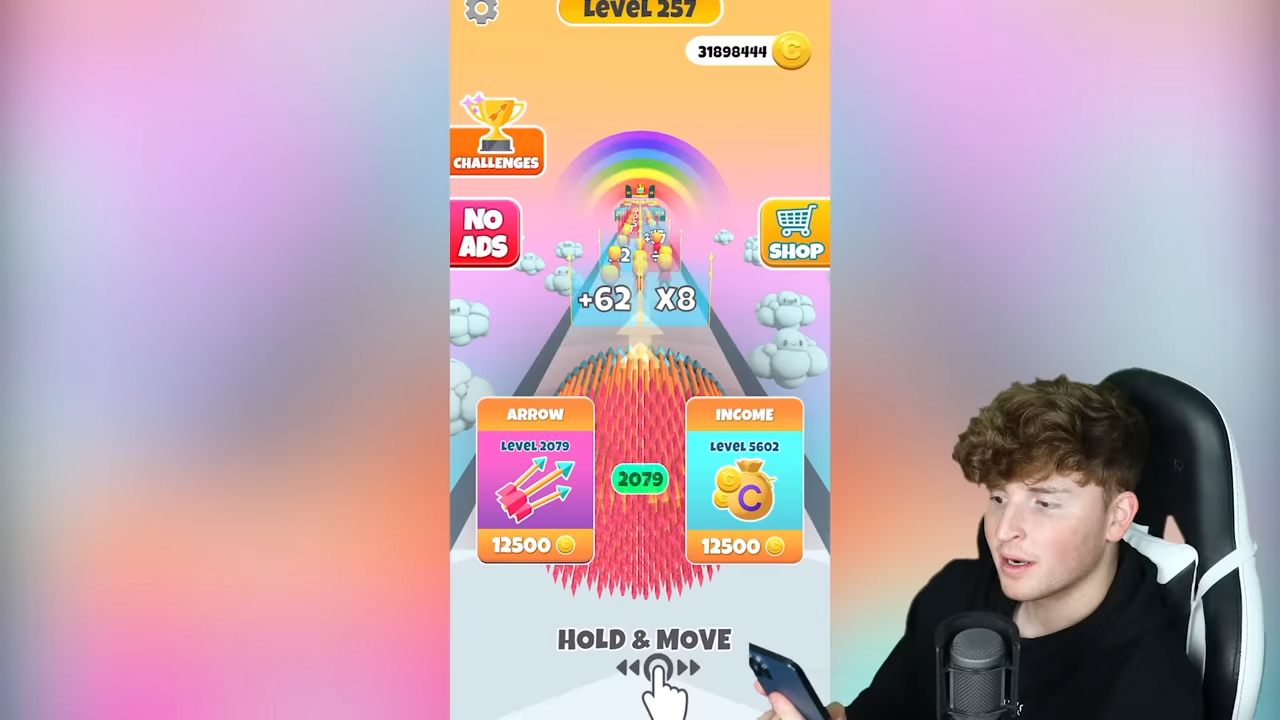 Level 257
31898444
CHALLENGES
NO
ADS
SHOP
+62 X8
ARROW
Level 2079
12500
2079
INCOME
Level 5602
12500
HOLD & MOVE